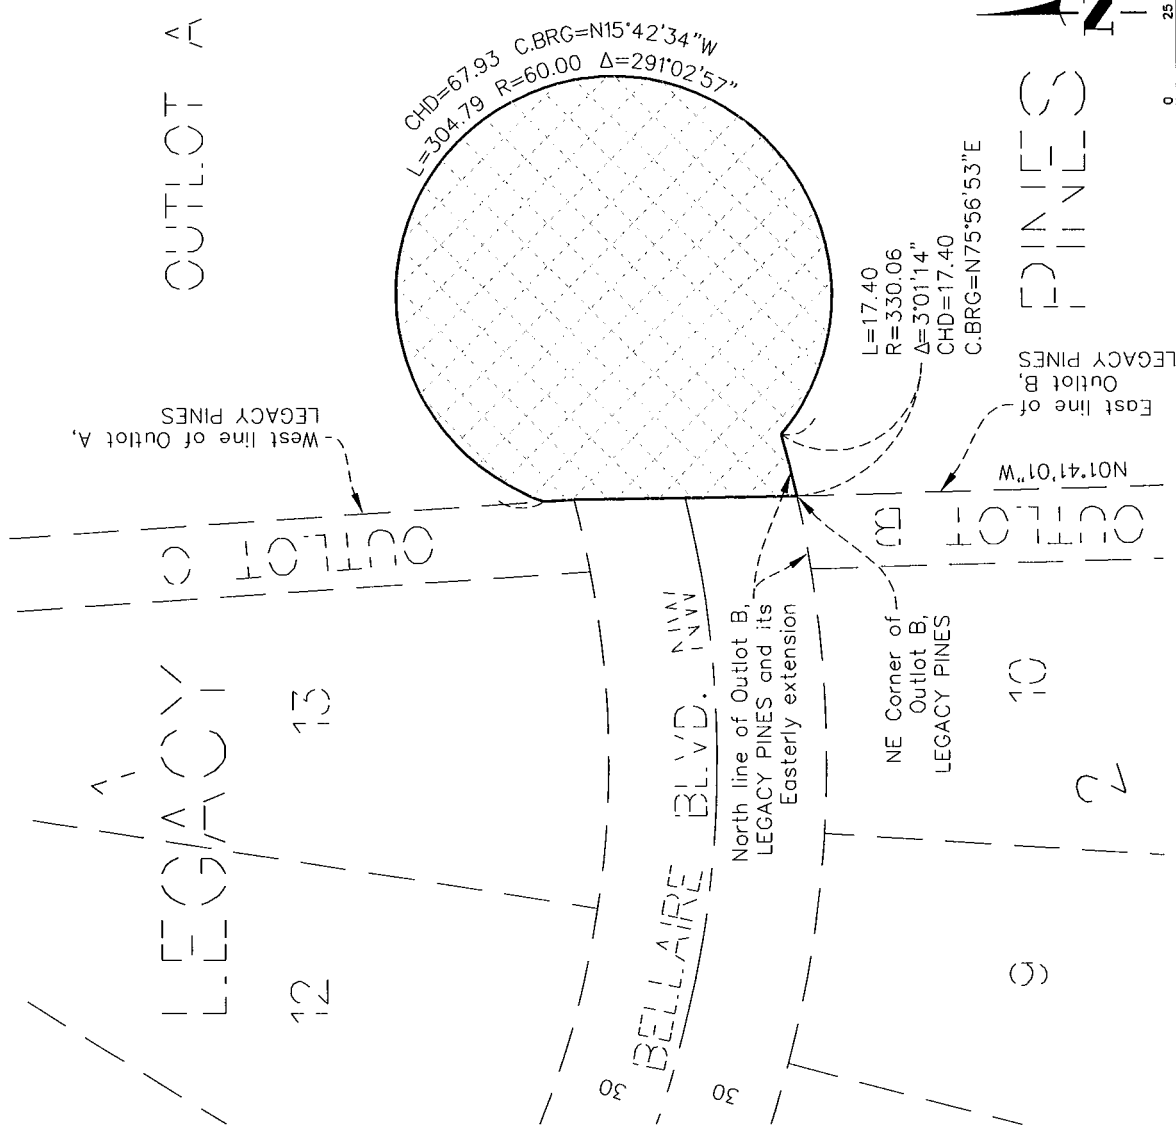 OUTLOT A
CHD=67.93 C.BRG=N15°42'34"W
L=304.79 R=60.00 Δ=291°02'57"
West line of Outlot A,
LEGACY PINES
OUTLOT C
LEGACY
13
12
L=17.40
R=330.06
Δ=3°01'14"
CHD=17.40
C.BRG=N75°56'53"E
PINES
East line of
Outlot B,
LEGACY PINES
N01°41'01"W
OUTLOT B
BELLAIRE BLVD. NW
North line of Outlot B,
LEGACY PINES and its
Easterly extension
NE Corner of
Outlot B,
LEGACY PINES
10
2
9
30
30
N
0 25